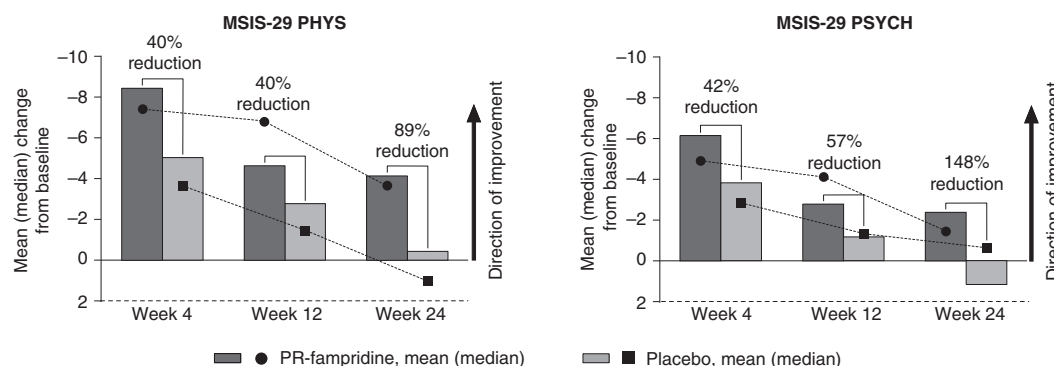 MSIS-29 PHYS
Mean (median) change
from baseline
–10
–8
–6
–4
–2
0
2
40%
reduction
40%
reduction
89%
reduction
Week 4
Week 12
Week 24
Direction of improvement
MSIS-29 PSYCH
Mean (median) change
from baseline
–10
–8
–6
–4
–2
0
2
42%
reduction
57%
reduction
148%
reduction
Week 4
Week 12
Week 24
Direction of improvement
PR-fampridine, mean (median)
Placebo, mean (median)